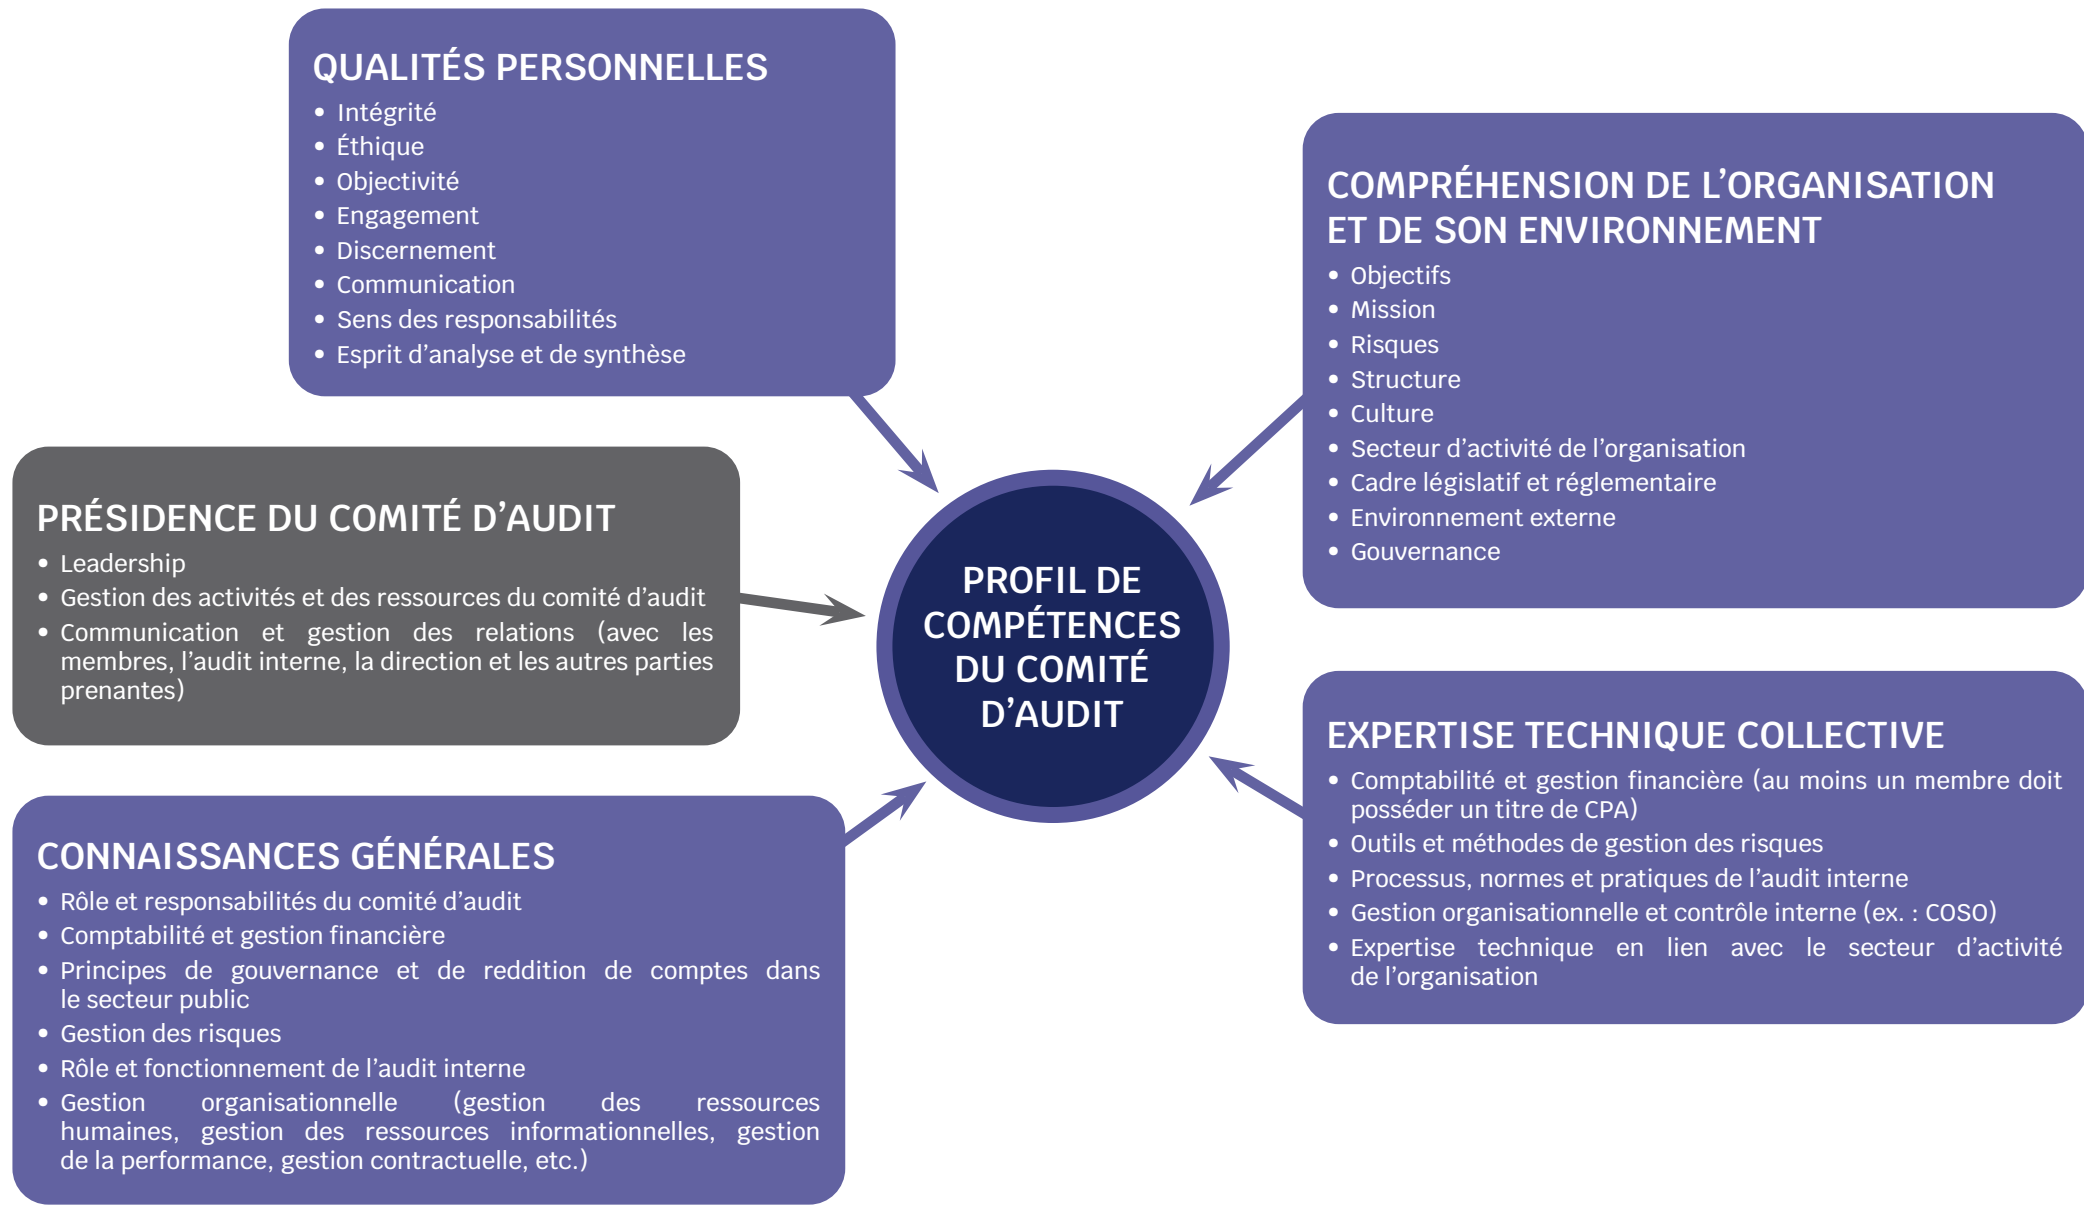 QUALITÉS PERSONNELLES
• Intégrité
• Éthique
• Objectivité
• Engagement
• Discernement
• Communication
• Sens des responsabilités
• Esprit d’analyse et de synthèse
COMPRÉHENSION DE L’ORGANISATION
ET DE SON ENVIRONNEMENT
• Objectifs
• Mission
• Risques
• Structure
• Culture
• Secteur d’activité de l’organisation
• Cadre législatif et réglementaire
• Environnement externe
• Gouvernance
PRÉSIDENCE DU COMITÉ D’AUDIT
• Leadership
• Gestion des activités et des ressources du comité d’audit
• Communication et gestion des relations (avec les
membres, l’audit interne, la direction et les autres parties
prenantes)
PROFIL DE
COMPÉTENCES
DU COMITÉ
D’AUDIT
EXPERTISE TECHNIQUE COLLECTIVE
• Comptabilité et gestion financière (au moins un membre doit
posséder un titre de CPA)
• Outils et méthodes de gestion des risques
• Processus, normes et pratiques de l’audit interne
• Gestion organisationnelle et contrôle interne (ex. : COSO)
• Expertise technique en lien avec le secteur d’activité
de l’organisation
CONNAISSANCES GÉNÉRALES
• Rôle et responsabilités du comité d’audit
• Comptabilité et gestion financière
• Principes de gouvernance et de reddition de comptes dans
le secteur public
• Gestion des risques
• Rôle et fonctionnement de l’audit interne
• Gestion organisationnelle (gestion des ressources
humaines, gestion des ressources informationnelles, gestion
de la performance, gestion contractuelle, etc.)